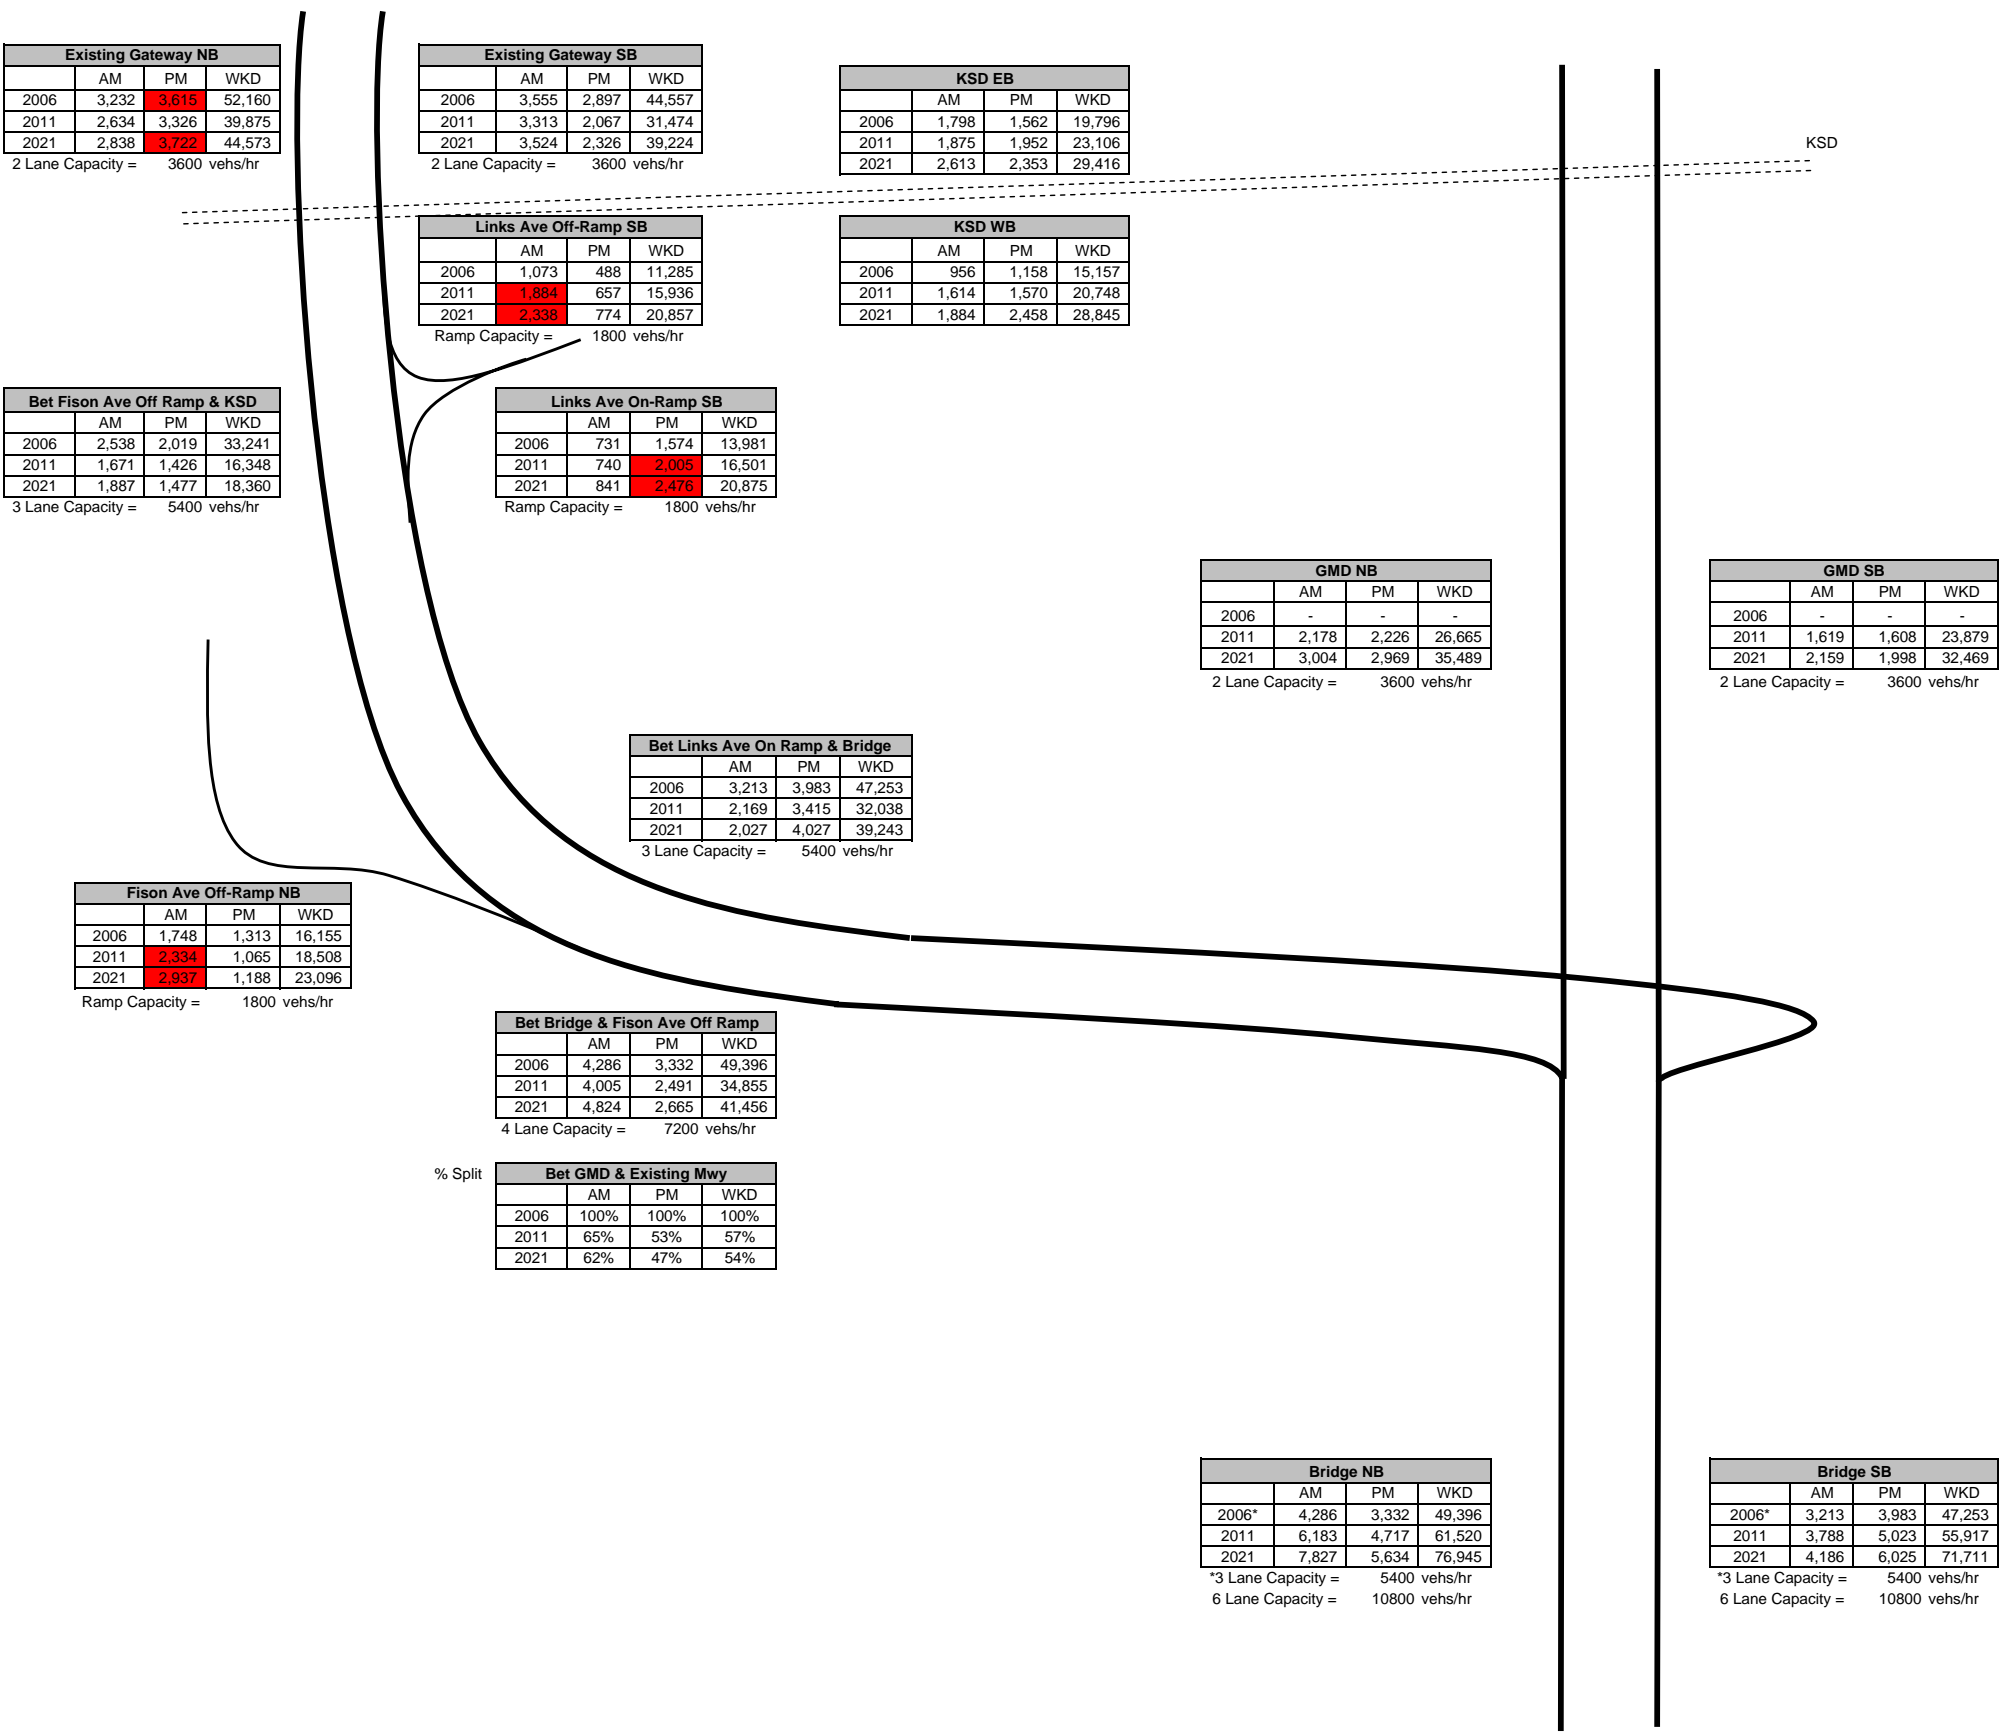 Existing Gateway NB
AM PM WKD
2006 3,232 3,615 52,160
2011 2,634 3,326 39,875
2021 2,838 3,722 44,573
2 Lane Capacity = 3600 vehs/hr
Existing Gateway SB
AM PM WKD
2006 3,555 2,897 44,557
2011 3,313 2,067 31,474
2021 3,524 2,326 39,224
2 Lane Capacity = 3600 vehs/hr
KSD EB
AM PM WKD
2006 1,798 1,562 19,796
2011 1,875 1,952 23,106
2021 2,613 2,353 29,416
KSD
Links Ave Off-Ramp SB
AM PM WKD
2006 1,073 488 11,285
2011 1,884 657 15,936
2021 2,338 774 20,857
Ramp Capacity = 1800 vehs/hr
KSD WB
AM PM WKD
2006 956 1,158 15,157
2011 1,614 1,570 20,748
2021 1,884 2,458 28,845
Bet Fison Ave Off Ramp & KSD
AM PM WKD
2006 2,538 2,019 33,241
2011 1,671 1,426 16,348
2021 1,887 1,477 18,360
3 Lane Capacity = 5400 vehs/hr
Links Ave On-Ramp SB
AM PM WKD
2006 731 1,574 13,981
2011 740 2,005 16,501
2021 841 2,476 20,875
Ramp Capacity = 1800 vehs/hr
GMD NB
AM PM WKD
2006 - - -
2011 2,178 2,226 26,665
2021 3,004 2,969 35,489
2 Lane Capacity = 3600 vehs/hr
GMD SB
AM PM WKD
2006 - - -
2011 1,619 1,608 23,879
2021 2,159 1,998 32,469
2 Lane Capacity = 3600 vehs/hr
Bet Links Ave On Ramp & Bridge
AM PM WKD
2006 3,213 3,983 47,253
2011 2,169 3,415 32,038
2021 2,027 4,027 39,243
3 Lane Capacity = 5400 vehs/hr
Fison Ave Off-Ramp NB
AM PM WKD
2006 1,748 1,313 16,155
2011 2,334 1,065 18,508
2021 2,937 1,188 23,096
Ramp Capacity = 1800 vehs/hr
Bet Bridge & Fison Ave Off Ramp
AM PM WKD
2006 4,286 3,332 49,396
2011 4,005 2,491 34,855
2021 4,824 2,665 41,456
4 Lane Capacity = 7200 vehs/hr
% Split
Bet GMD & Existing Mwy
AM PM WKD
2006 100% 100% 100%
2011 65% 53% 57%
2021 62% 47% 54%
Bridge NB
AM PM WKD
2006* 4,286 3,332 49,396
2011 6,183 4,717 61,520
2021 7,827 5,634 76,945
*3 Lane Capacity = 5400 vehs/hr
6 Lane Capacity = 10800 vehs/hr
Bridge SB
AM PM WKD
2006* 3,213 3,983 47,253
2011 3,788 5,023 55,917
2021 4,186 6,025 71,711
*3 Lane Capacity = 5400 vehs/hr
6 Lane Capacity = 10800 vehs/hr